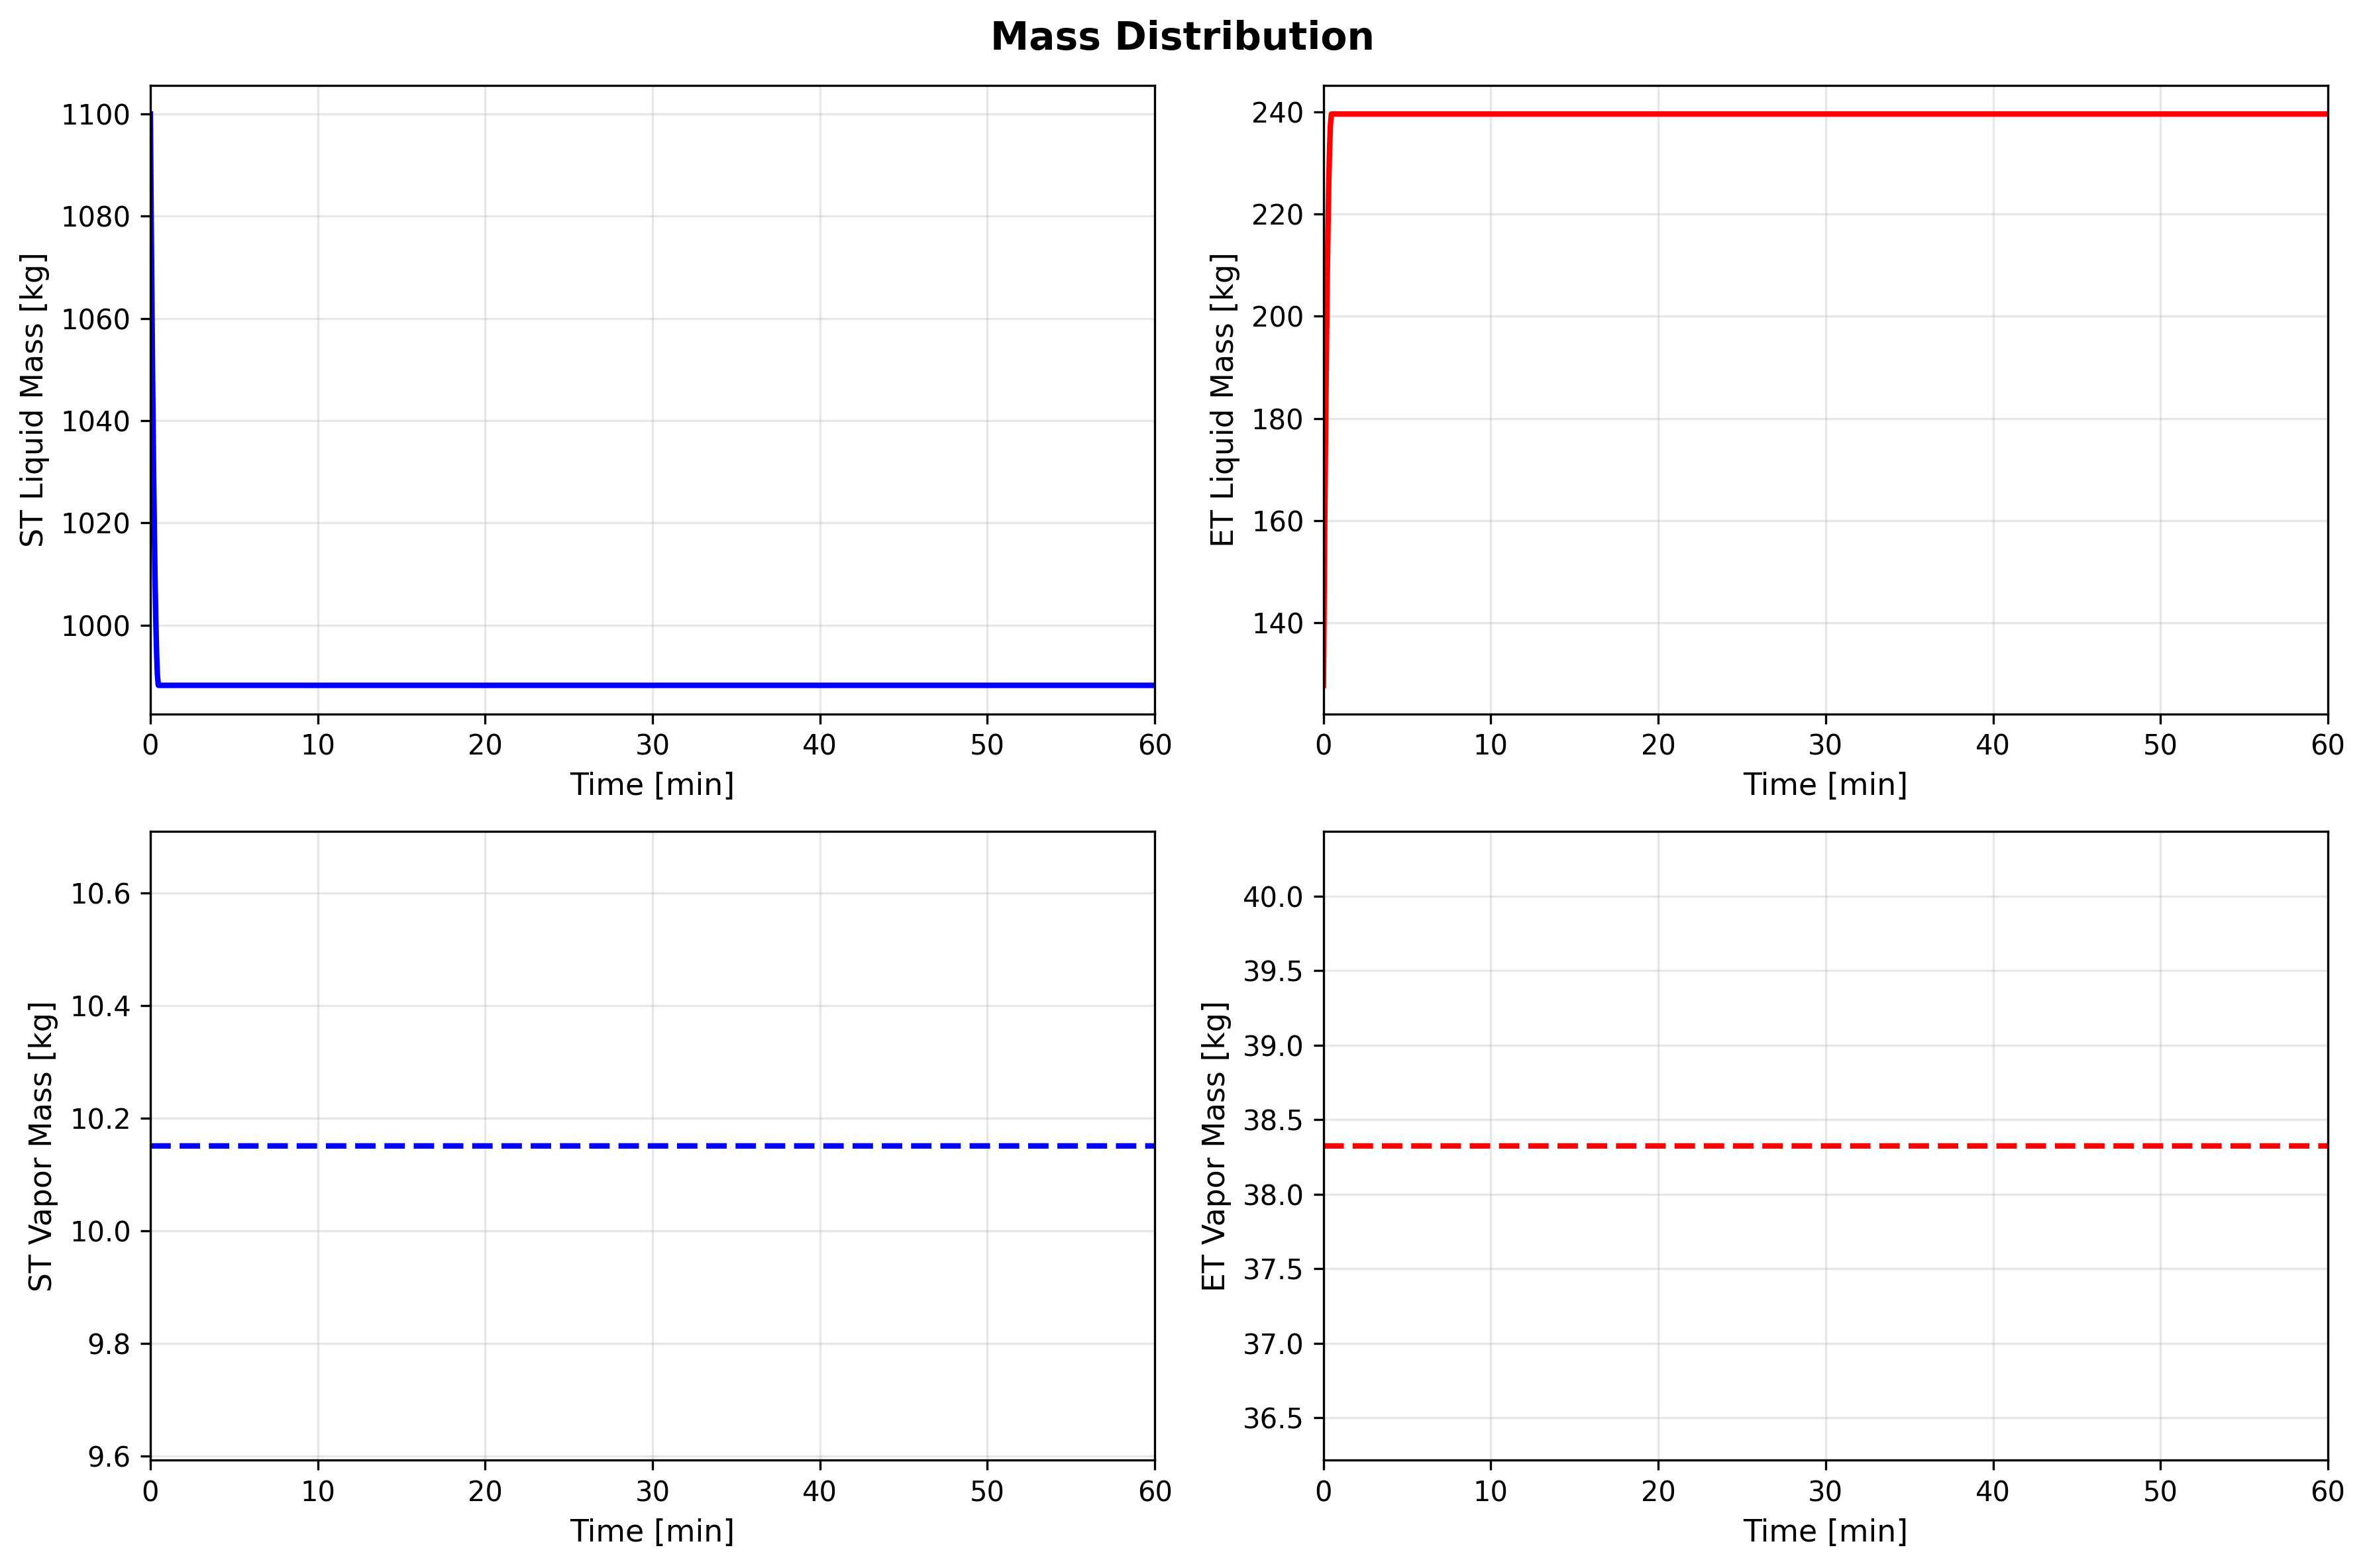 Mass Distribution
ST Liquid Mass [kg]
1100
1080
1060
1040
1020
1000
0 10 20 30 40 50 60
Time [min]
ET Liquid Mass [kg]
240
220
200
180
160
140
0 10 20 30 40 50 60
Time [min]
ST Vapor Mass [kg]
10.6
10.4
10.2
10.0
9.8
9.6
0 10 20 30 40 50 60
Time [min]
ET Vapor Mass [kg]
40.0
39.5
39.0
38.5
38.0
37.5
37.0
36.5
0 10 20 30 40 50 60
Time [min]